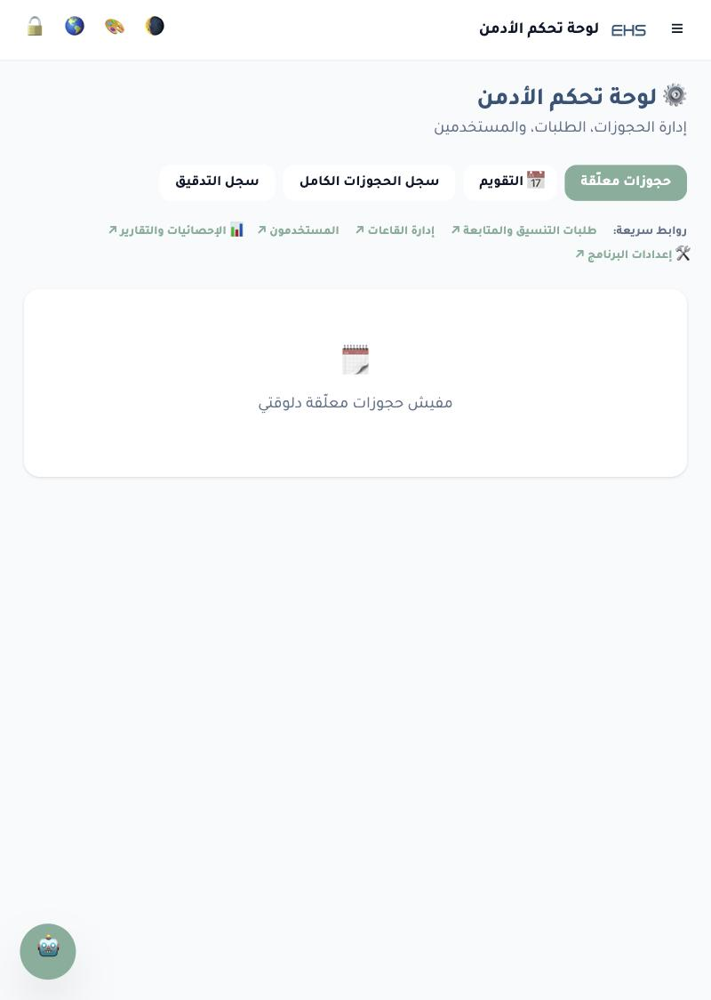 EHS لوحة تحكم الأدمن
⚙️ لوحة تحكم الأدمن
إدارة الحجوزات، الطلبات، والمستخدمين
حجوزات معلّقة
📅 التقويم
سجل الحجوزات الكامل
سجل التدقيق
روابط سريعة: طلبات التنسيق والمتابعة ↗ إدارة القاعات ↗ المستخدمون ↗ 📊 الإحصائيات والتقارير ↗
🛠️ إعدادات البرنامج ↗
مفيش حجوزات معلّقة دلوقتي